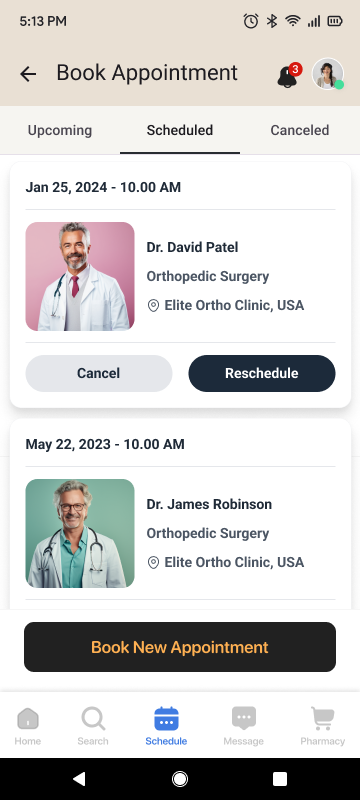 5:13 PM
Book Appointment
3
Upcoming Scheduled Canceled
Jan 25, 2024 - 10.00 AM
Dr. David Patel
Orthopedic Surgery
Elite Ortho Clinic, USA
Cancel Reschedule
May 22, 2023 - 10.00 AM
Dr. James Robinson
Orthopedic Surgery
Elite Ortho Clinic, USA
Book New Appointment
Home Search Schedule Message Pharmacy